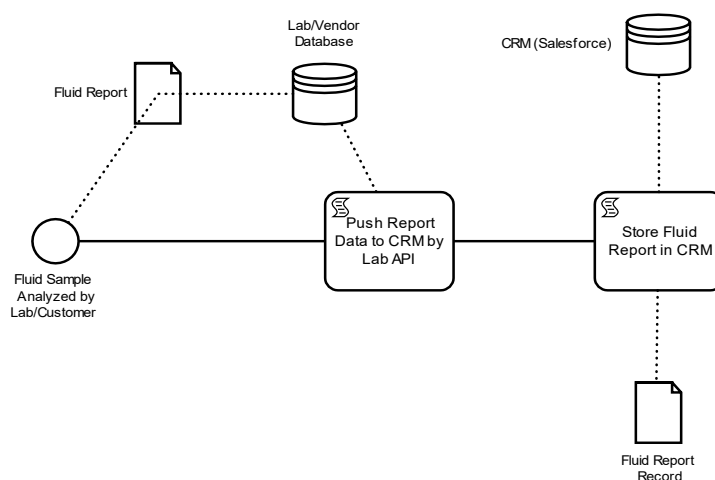 Lab/Vendor
Database
CRM (Salesforce)
Fluid Report
Push Report
Data to CRM by
Lab API
Store Fluid
Report in CRM
Fluid Sample
Analyzed by
Lab/Customer
Fluid Report
Record